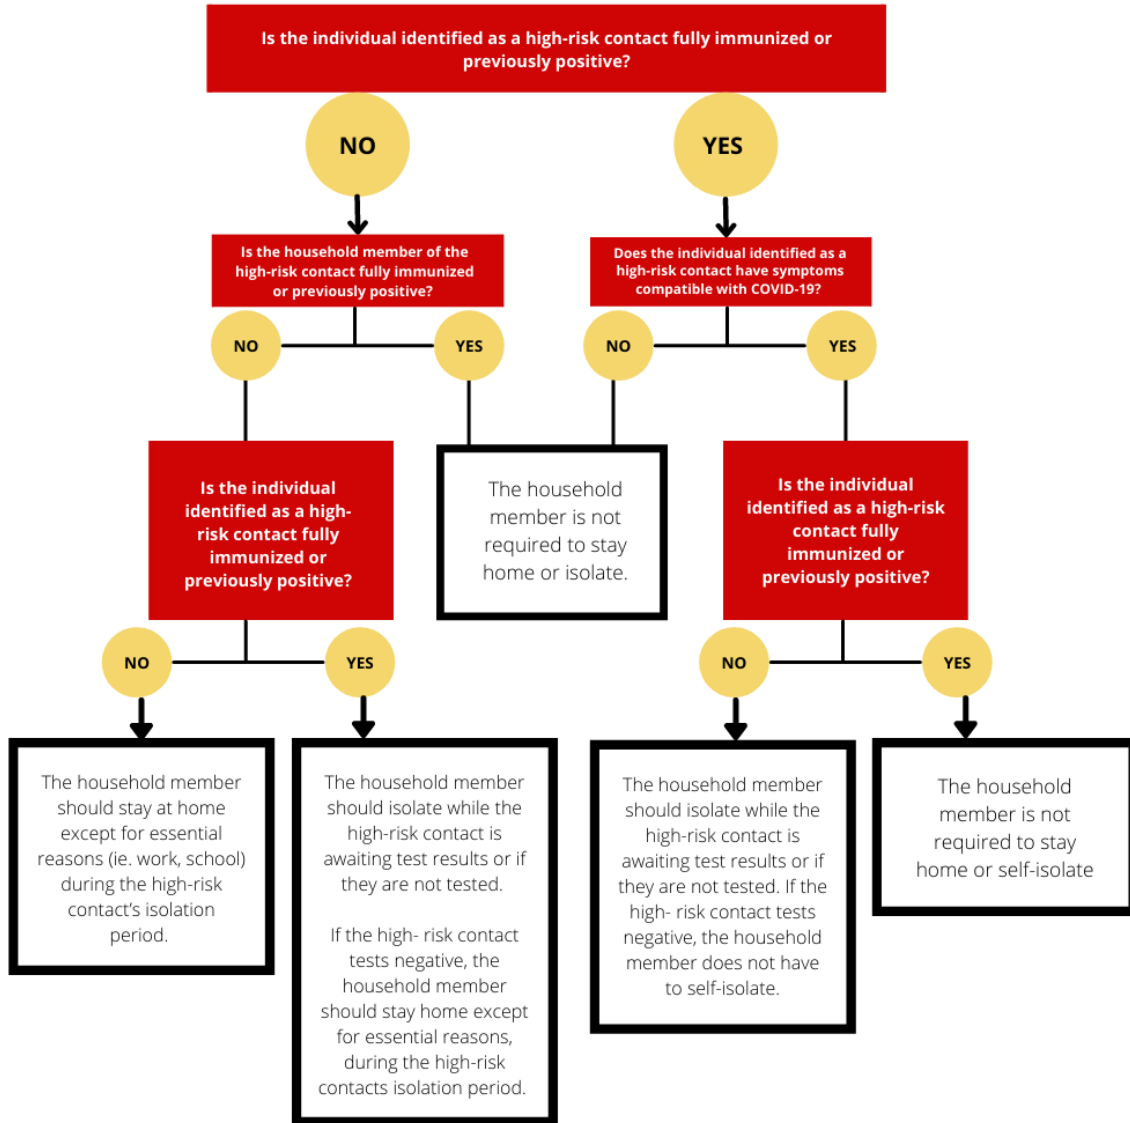 Is the individual identified as a high-risk contact fully immunized or
previously positive?
NO
YES
Is the household member of the
high-risk contact fully immunized
or previously positive?
Does the individual identified as a
high-risk contact have symptoms
compatible with COVID-19?
NO
YES
NO
YES
Is the individual
identified as a high-
risk contact fully
immunized or
previously positive?
The household
member is not
required to stay
home or isolate.
Is the individual
identified as a high-risk
contact fully
immunized or
previously positive?
NO
YES
NO
YES
The household member
should stay at home
except for essential
reasons (ie. work, school)
during the high-risk
contact's isolation
period.
The household member
should isolate while the
high-risk contact is
awaiting test results or if
they are not tested.
If the high- risk contact
tests negative, the
household member
should stay home except
for essential reasons,
during the high-risk
contacts isolation period.
The household member
should isolate while the
high-risk contact is
awaiting test results or if
they are not tested. If the
high- risk contact tests
negative, the household
member does not have
to self-isolate.
The household
member is not
required to stay
home or self-isolate